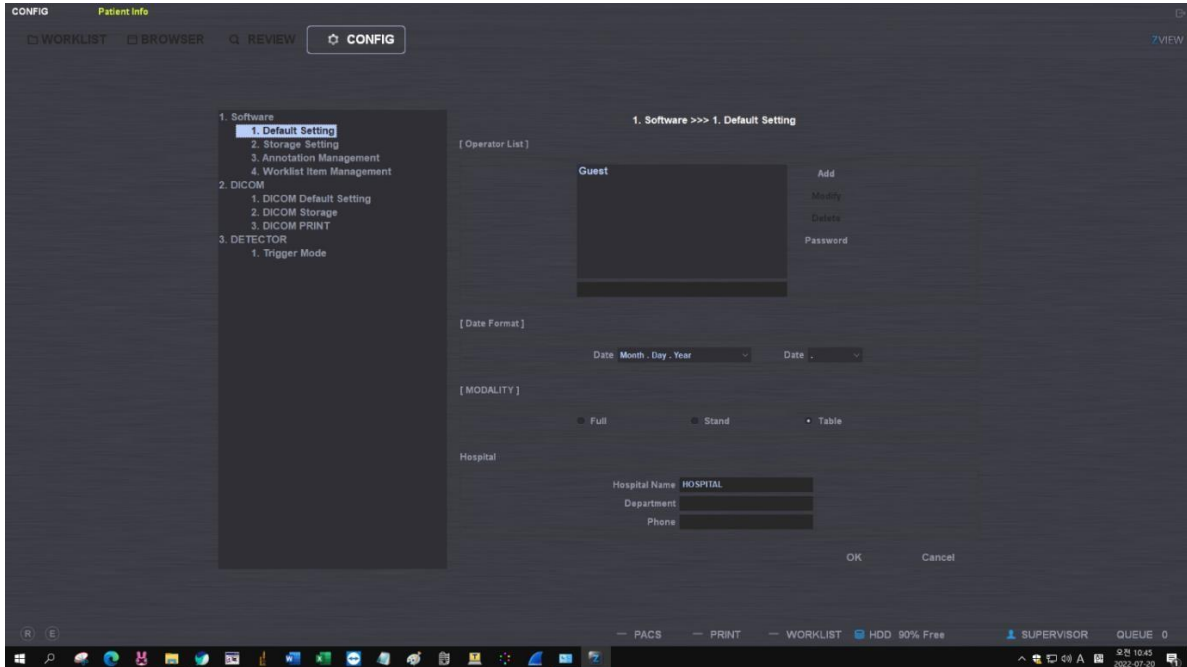 CONFIG Patient Info
WORKLIST BROWSER REVIEW CONFIG ZVIEW
1. Software
1. Default Setting
2. Storage Setting
3. Annotation Management
4. Worklist Item Management
2. DICOM
1. DICOM Default Setting
2. DICOM Storage
3. DICOM PRINT
3. DETECTOR
1. Trigger Mode
1. Software >>> 1. Default Setting
[ Operator List ]
Guest
Add
Modify
Delete
Password
[ Date Format ]
Date Month . Day . Year Date .
[ MODALITY ]
Full Stand Table
Hospital
Hospital Name HOSPITAL
Department
Phone
OK Cancel
R E — PACS — PRINT — WORKLIST HDD 90% Free SUPERVISOR QUEUE 0
A 오전 10:45
2022-07-20